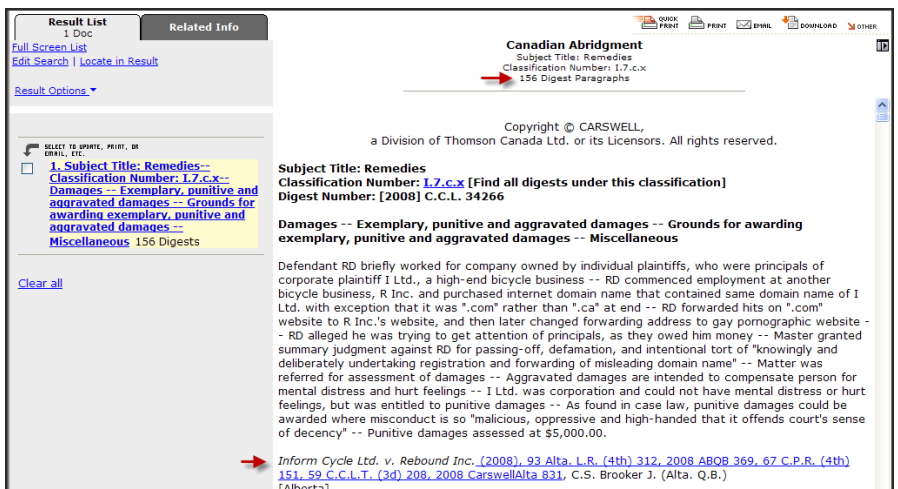 Result List
1 Doc
Related Info
QUICK PRINT
PRINT
EMAIL
DOWNLOAD
OTHER
Full Screen List
Edit Search | Locate in Result
Result Options
SELECT TO UPDATE, PRINT, OR
EMAIL, ETC.
1. Subject Title: Remedies--
Classification Number: I.7.c.x--
Damages -- Exemplary, punitive and
aggravated damages -- Grounds for
awarding exemplary, punitive and
aggravated damages --
Miscellaneous 156 Digests
Clear all
Canadian Abridgment
Subject Title: Remedies
Classification Number: I.7.c.x
156 Digest Paragraphs
Copyright © CARSWELL,
a Division of Thomson Canada Ltd. or its Licensors. All rights reserved.
Subject Title: Remedies
Classification Number: I.7.c.x [Find all digests under this classification]
Digest Number: [2008] C.C.L. 34266
Damages -- Exemplary, punitive and aggravated damages -- Grounds for awarding
exemplary, punitive and aggravated damages -- Miscellaneous
Defendant RD briefly worked for company owned by individual plaintiffs, who were principals of
corporate plaintiff I Ltd., a high-end bicycle business -- RD commenced employment at another
bicycle business, R Inc. and purchased internet domain name that contained same domain name of I
Ltd. with exception that it was ".com" rather than ".ca" at end -- RD forwarded hits on ".com"
website to R Inc.'s website, and then later changed forwarding address to gay pornographic website -
- RD alleged he was trying to get attention of principals, as they owed him money -- Master granted
summary judgment against RD for passing-off, defamation, and intentional tort of "knowingly and
deliberately undertaking registration and forwarding of misleading domain name" -- Matter was
referred for assessment of damages -- Aggravated damages are intended to compensate person for
mental distress and hurt feelings -- I Ltd. was corporation and could not have mental distress or hurt
feelings, but was entitled to punitive damages -- As found in case law, punitive damages could be
awarded where misconduct is so "malicious, oppressive and high-handed that it offends court's sense
of decency" -- Punitive damages assessed at $5,000.00.
Inform Cycle Ltd. v. Rebound Inc. (2008), 93 Alta. L.R. (4th) 312, 2008 ABQB 369, 67 C.P.R. (4th)
151, 59 C.C.L.T. (3d) 208, 2008 CarswellAlta 831, C.S. Brooker J. (Alta. Q.B.)
[Alberta]